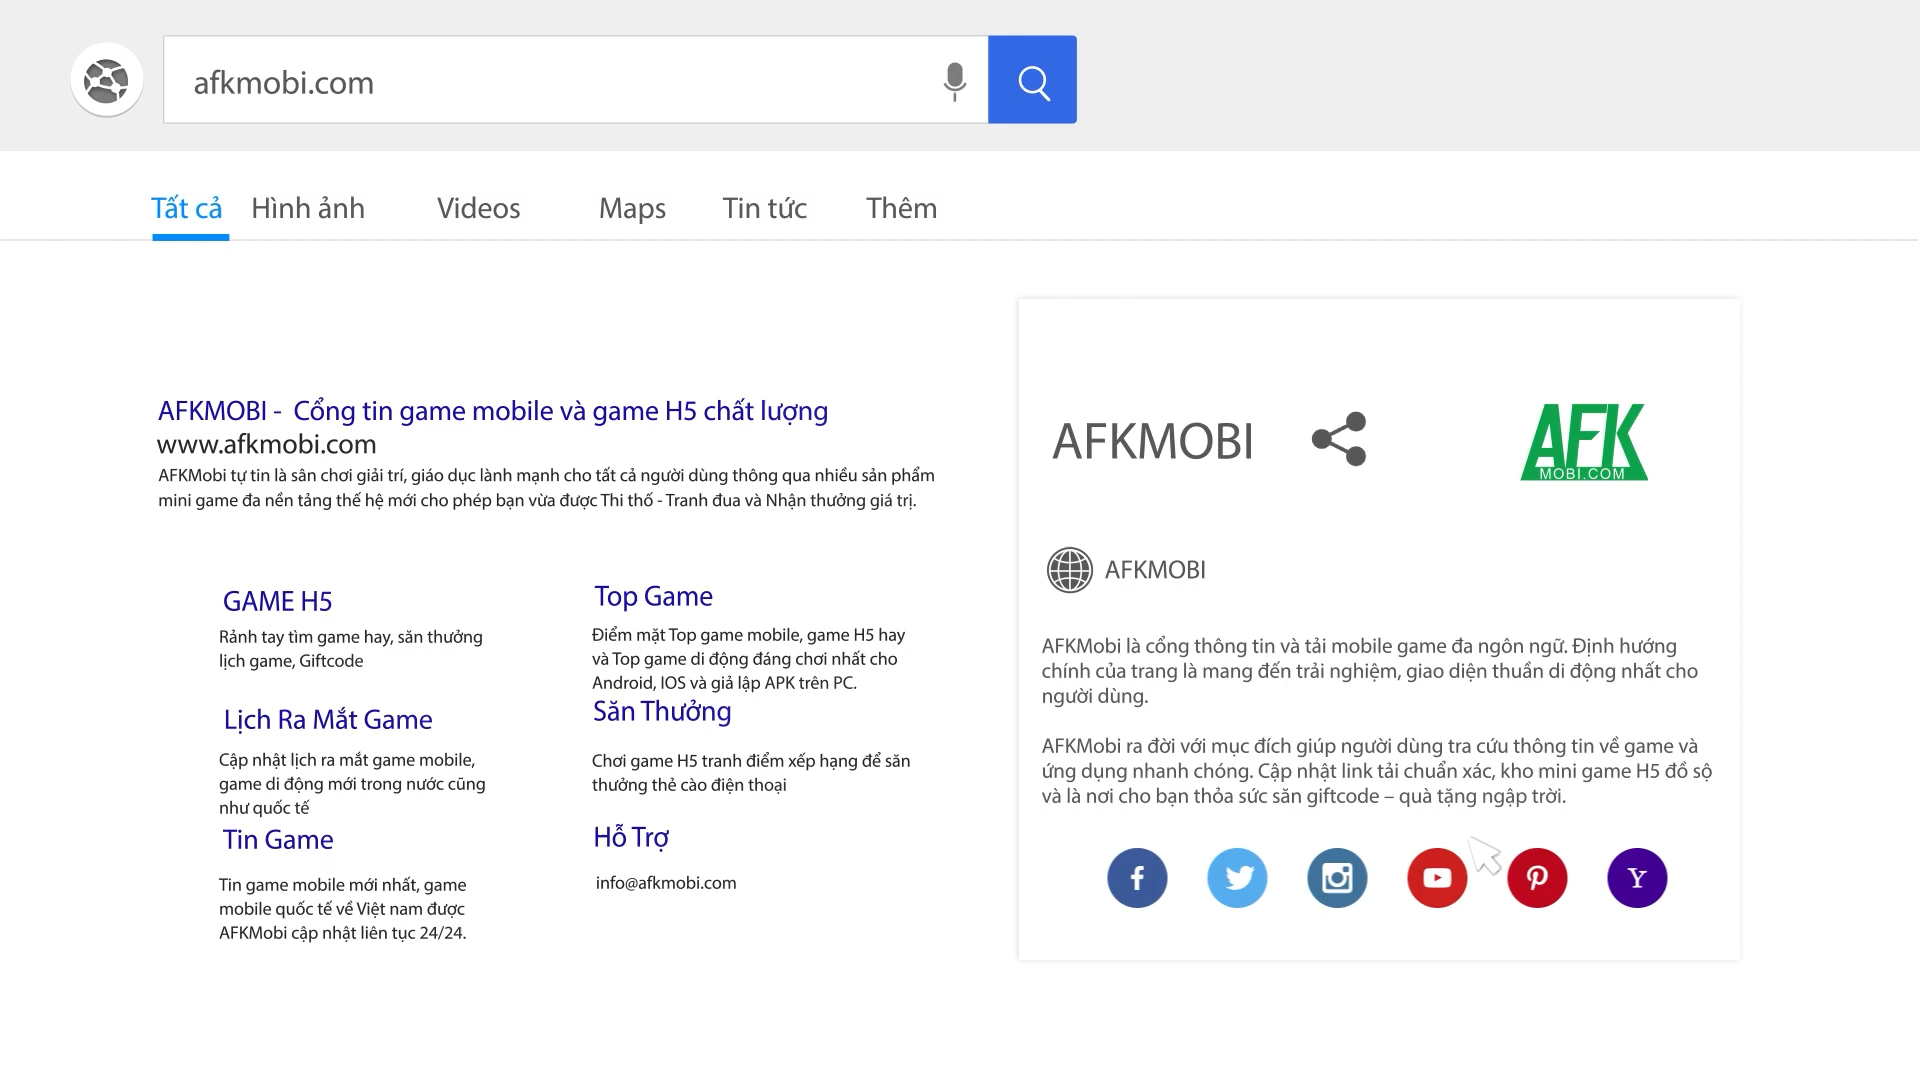 afkmobi.com
Tất cả Hình ảnh Videos Maps Tin tức Thêm
AFKMOBI - Cổng tin game mobile và game H5 chất lượng
www.afkmobi.com
AFKMobi tự tin là sân chơi giải trí, giáo dục lành mạnh cho tất cả người dùng thông qua nhiều sản phẩm
mini game đa nền tảng thế hệ mới cho phép bạn vừa được Thi thố - Tranh đua và Nhận thưởng giá trị.
GAME H5
Rảnh tay tìm game hay, săn thưởng
lịch game, Giftcode
Lịch Ra Mắt Game
Cập nhật lịch ra mắt game mobile,
game di động mới trong nước cũng
như quốc tế
Tin Game
Tin game mobile mới nhất, game
mobile quốc tế về Việt nam được
AFKMobi cập nhật liên tục 24/24.
Top Game
Điểm mặt Top game mobile, game H5 hay
và Top game di động đáng chơi nhất cho
Android, IOS và giả lập APK trên PC.
Săn Thưởng
Chơi game H5 tranh điểm xếp hạng để săn
thưởng thẻ cào điện thoại
Hỗ Trợ
info@afkmobi.com
AFKMOBI
AFK
MOBI.COM
AFKMOBI
AFKMobi là cổng thông tin và tải mobile game đa ngôn ngữ. Định hướng
chính của trang là mang đến trải nghiệm, giao diện thuần di động nhất cho
người dùng.
AFKMobi ra đời với mục đích giúp người dùng tra cứu thông tin về game và
ứng dụng nhanh chóng. Cập nhật link tải chuẩn xác, kho mini game H5 đồ sộ
và là nơi cho bạn thỏa sức săn giftcode – quà tặng ngập trời.